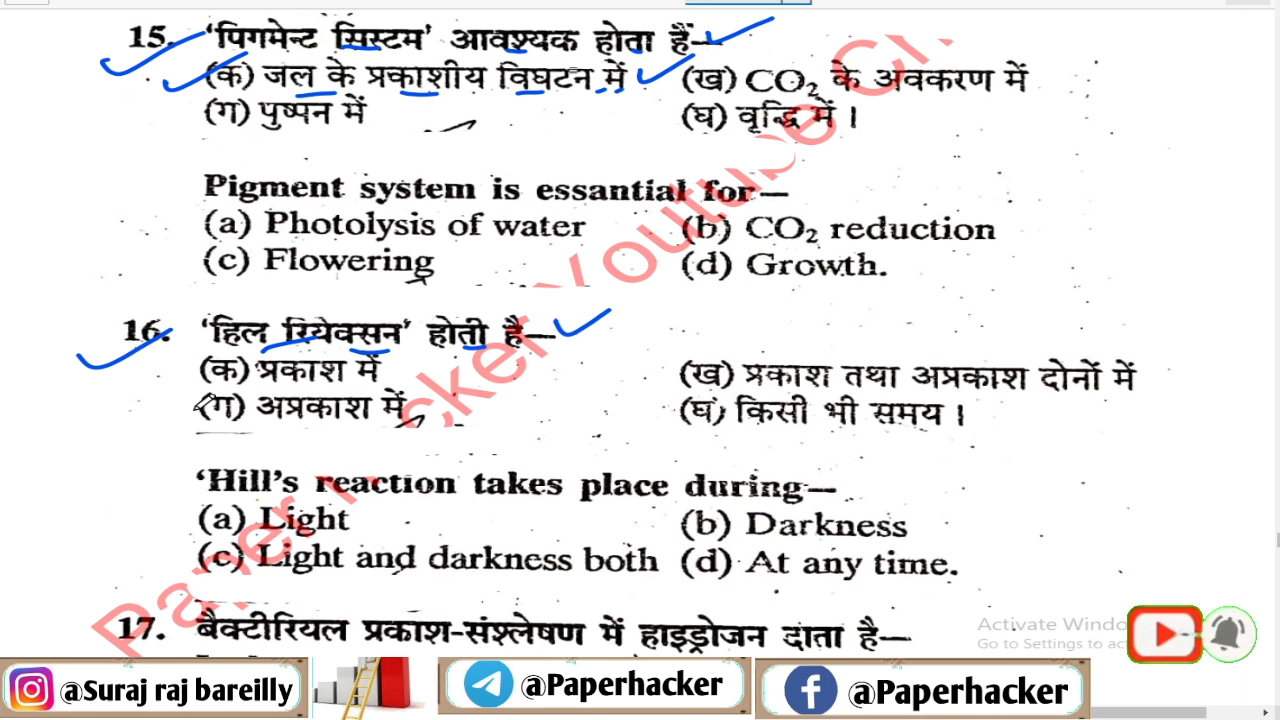 15. ‘पिगमेन्ट सिस्टम’ आवश्यक होता हैं—
(क) जल के प्रकाशीय विघटन में (ख) CO₂ के अवकरण में
(ग) पुष्पन में (घ) वृद्धि में।
Pigment system is essantial for—
(a) Photolysis of water (b) CO₂ reduction
(c) Flowering (d) Growth.
16. ‘हिल रियेक्सन’ होती है—
(क) प्रकाश में (ख) प्रकाश तथा अप्रकाश दोनों में
(ग) अप्रकाश में (घ) किसी भी समय।
‘Hill's reaction takes place during—
(a) Light (b) Darkness
(c) Light and darkness both (d) At any time.
17. बैक्टीरियल प्रकाश-संश्लेषण में हाइड्रोजन दाता है—
Youtube
Activate Windo
Go to Settings to ac
@Suraj raj bareilly
@Paperhacker
@Paperhacker